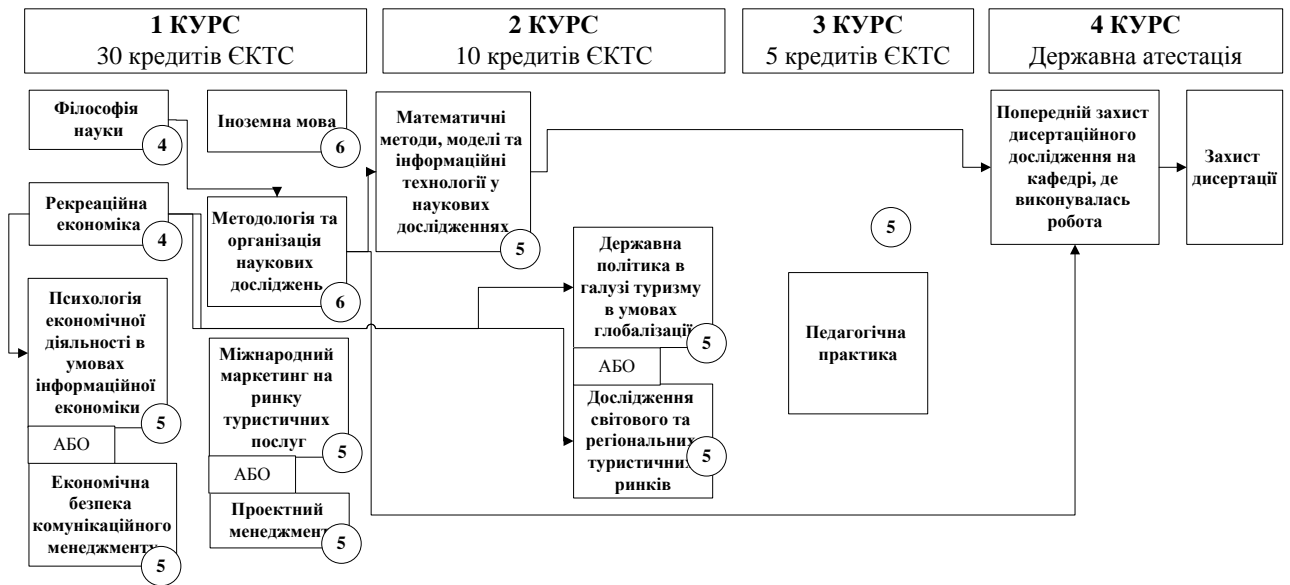 1 КУРС
30 кредитів ЄКТС
2 КУРС
10 кредитів ЄКТС
3 КУРС
5 кредитів ЄКТС
4 КУРС
Державна атестація
Філософія
науки
4
Іноземна мова
6
Рекреаційна
економіка
4
Методологія та
організація
наукових
досліджень
6
Психологія
економічної
діяльності в
умовах
інформаційної
економіки
5
АБО
Економічна
безпека
комунікаційного
менеджменту
5
Міжнародний
маркетинг на
ринку
туристичних
послуг
5
АБО
Проектний
менеджмент
5
Математичні
методи, моделі та
інформаційні
технології у
наукових
дослідженнях
5
Державна
політика в
галузі туризму
в умовах
глобалізації
5
АБО
Дослідження
світового та
регіональних
туристичних
ринків
5
5
Педагогічна
практика
Попередній захист
дисертаційного
дослідження на
кафедрі, де
виконувалась
робота
Захист
дисертації